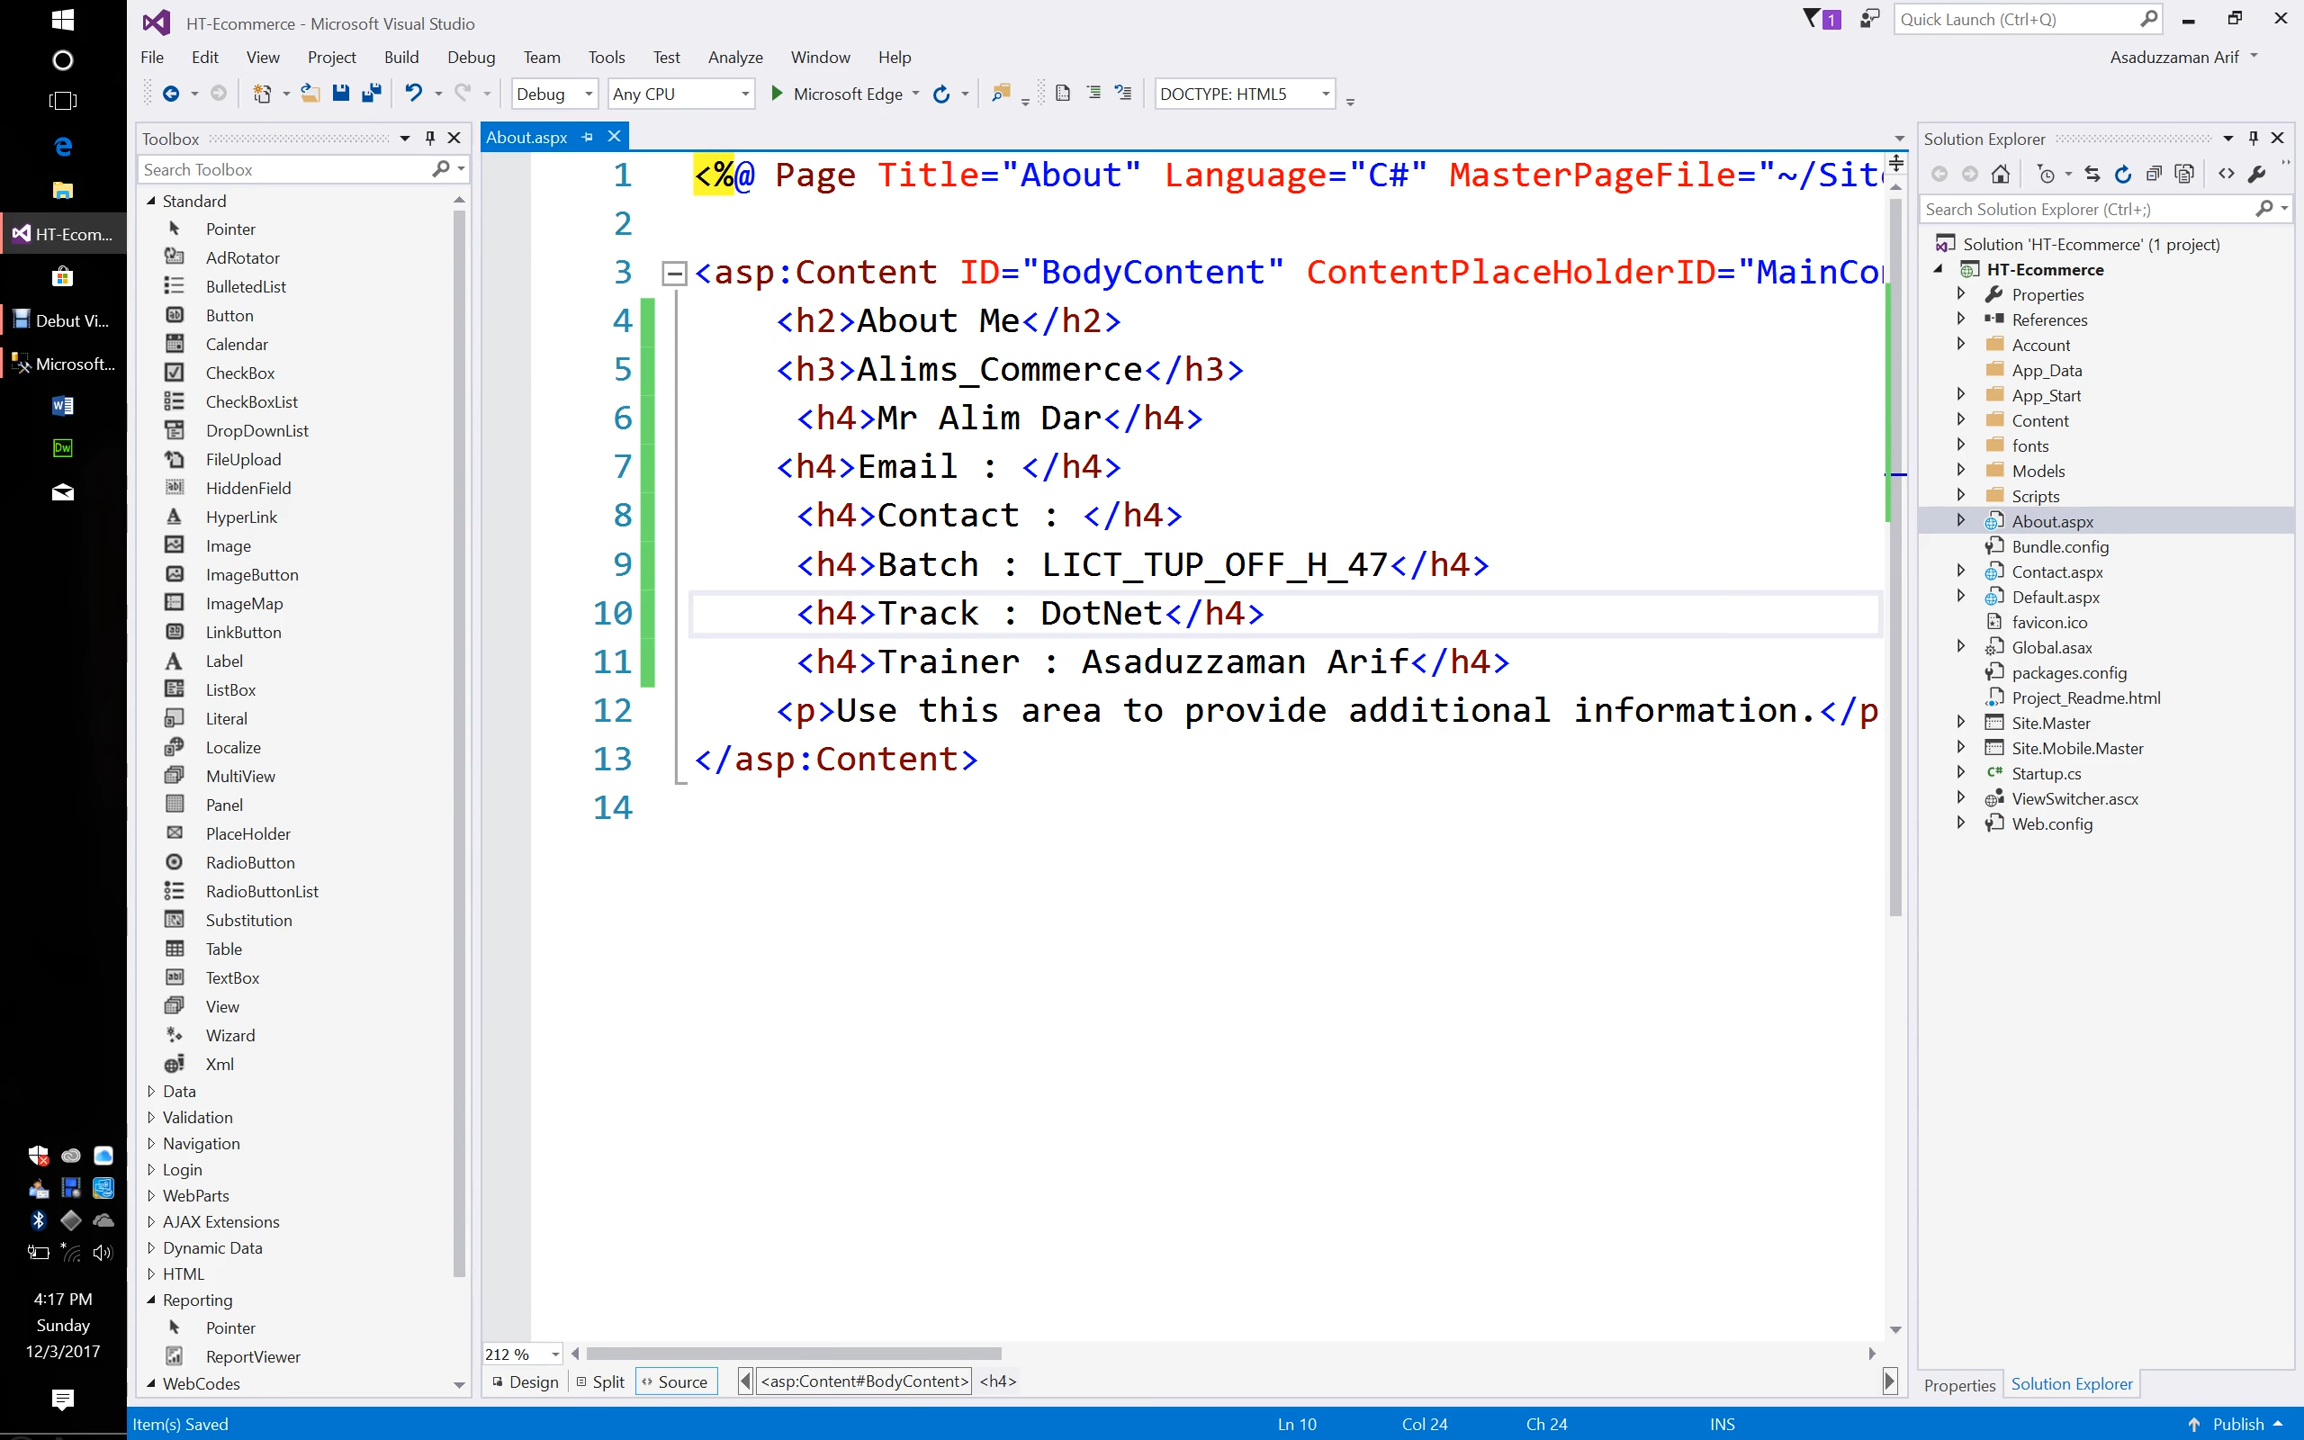 HT-Ecommerce - Microsoft Visual Studio
1
Quick Launch (Ctrl+Q)
File Edit View Project Build Debug Team Tools Test Analyze Window Help
Asaduzzaman Arif
Debug Any CPU Microsoft Edge DOCTYPE: HTML5
HT-Ecom...
Debut Vi...
Microsoft...
Dw
4:17 PM
Sunday
12/3/2017
Toolbox
Search Toolbox
Standard
Pointer
AdRotator
BulletedList
Button
Calendar
CheckBox
CheckBoxList
DropDownList
FileUpload
HiddenField
HyperLink
Image
ImageButton
ImageMap
LinkButton
Label
ListBox
Literal
Localize
MultiView
Panel
PlaceHolder
RadioButton
RadioButtonList
Substitution
Table
TextBox
View
Wizard
Xml
Data
Validation
Navigation
Login
WebParts
AJAX Extensions
Dynamic Data
HTML
Reporting
Pointer
ReportViewer
WebCodes
About.aspx
1 <%@ Page Title="About" Language="C#" MasterPageFile="~/Site
2
3 <asp:Content ID="BodyContent" ContentPlaceHolderID="MainCon
4 <h2>About Me</h2>
5 <h3>Alims_Commerce</h3>
6 <h4>Mr Alim Dar</h4>
7 <h4>Email : </h4>
8 <h4>Contact : </h4>
9 <h4>Batch : LICT_TUP_OFF_H_47</h4>
10 <h4>Track : DotNet</h4>
11 <h4>Trainer : Asaduzzaman Arif</h4>
12 <p>Use this area to provide additional information.</p
13 </asp:Content>
14
212 %
Design Split Source <asp:Content#BodyContent> <h4>
Solution Explorer
Search Solution Explorer (Ctrl+;)
Solution 'HT-Ecommerce' (1 project)
HT-Ecommerce
Properties
References
Account
App_Data
App_Start
Content
fonts
Models
Scripts
About.aspx
Bundle.config
Contact.aspx
Default.aspx
favicon.ico
Global.asax
packages.config
Project_Readme.html
Site.Master
Site.Mobile.Master
C# Startup.cs
ViewSwitcher.ascx
Web.config
Properties Solution Explorer
Item(s) Saved Ln 10 Col 24 Ch 24 INS Publish